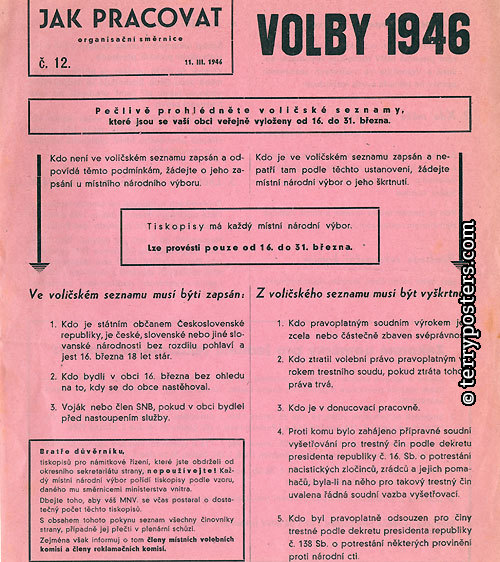 JAK PRACOVAT
organisační směrnice
č. 12.
11. III. 1946
VOLBY 1946
Pečlivě prohlédněte voličské seznamy,
které jsou se vaší obci veřejně vyloženy od 16. do 31. března.
Kdo není ve voličském seznamu zapsán a od-
povídá těmto podmínkám, žádejte o jeho za-
psání u místního národního výboru.
Kdo je ve voličském seznamu zapsán a ne-
patří tam podle těchto ustanovení, žádejte
místní národní výbor o jeho škrtnutí.
Tiskopisy má každý místní národní výbor.
Lze provésti pouze od 16. do 31. března.
Ve voličském seznamu musí býti zapsán:
1. Kdo je státním občanem Československé
republiky, je české, slovenské nebo jiné slo-
vanské národnosti bez rozdílu pohlaví a
jest 16. března 18 let stár.
2. Kdo bydlí v obci 16. března bez ohledu
na to, kdy se do obce nastěhoval.
3. Voják nebo člen SNB, pokud v obci bydlel
před nastoupením služby.
Bratře důvěrníku,
tiskopisů pro námitkové řízení, které jste obdrželi od
okresního sekretariátu strany, nepoužívejte! Kaž-
dý místní národní výbor pořídí tiskopisy podle vzoru,
daného mu směrnicemi ministerstva vnitra.
Dbejte toho, aby váš MNV. se včas postaral o dosta-
tečný počet těchto tiskopisů.
S obsahem tohoto pokynu seznam všechny činovníky
strany, případně jej přečti v plenární schůzi.
Zejména však informuj o tom členy místních volebních
komisí a členy reklamačních komisí.
Z voličského seznamu musí být vyškrtn
1. Kdo pravoplatným soudním výrokem je
zcela nebo částečně zbaven svéprávnos
2. Kdo ztratil volební právo pravoplatným v
rokem trestního soudu, pokud ztráta toho
práva trvá,
3. Kdo je v donucovací pracovně.
4. Proti komu bylo zahájeno přípravné soudní
vyšetřování pro trestný čin podle dekretu
presidenta republiky č. 16. Sb. o potrestání
nacistických zločinců, zrádců a jejich poma-
hačů, byla-li na něho pro takový trestný čin
uvalena řádná soudní vazba vyšetřovací.
5. Kdo byl pravoplatně odsouzen pro činy
trestné podle dekretu presidenta republiky
č. 138 Sb. o potrestání některých provinění
proti národní cti.
© terryposters.com